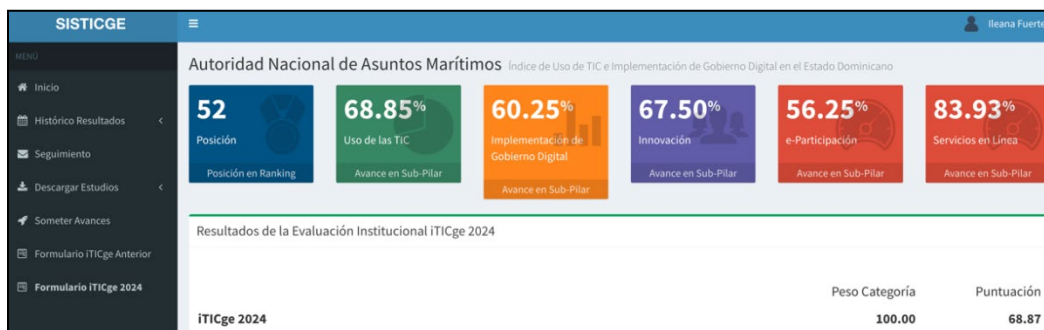 SISTICGE
Ileana Fuerte
MENÚ
Inicio
Histórico Resultados
Seguimiento
Descargar Estudios
Someter Avances
Formulario iTICge Anterior
Formulario iTICge 2024
Autoridad Nacional de Asuntos Marítimos Índice de Uso de TIC e Implementación de Gobierno Digital en el Estado Dominicano
52
Posición
Posición en Ranking
68.85%
Uso de las TIC
Avance en Sub-Pilar
60.25%
Implementación de
Gobierno Digital
Avance en Sub-Pilar
67.50%
Innovación
Avance en Sub-Pilar
56.25%
e-Participación
Avance en Sub-Pilar
83.93%
Servicios en Línea
Avance en Sub-Pilar
Resultados de la Evaluación Institucional iTICge 2024
Peso Categoría Puntuación
iTICge 2024 100.00 68.87